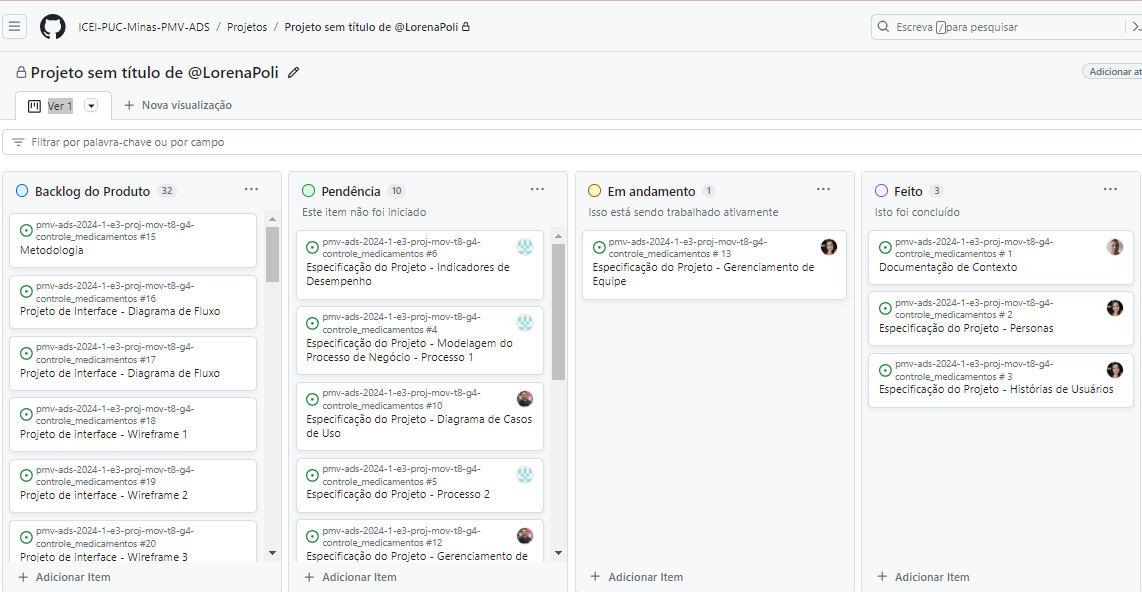 ICEI-PUC-Minas-PMV-ADS / Projetos / Projeto sem título de @LorenaPoli
Escreva / para pesquisar
Projeto sem título de @LorenaPoli
Adicionar at
Ver 1
Nova visualização
Filtrar por palavra-chave ou por campo
Backlog do Produto 32
pmv-ads-2024-1-e3-proj-mov-t8-g4-
controle_medicamentos #15
Metodologia
pmv-ads-2024-1-e3-proj-mov-t8-g4-
controle_medicamentos #16
Projeto de Interface - Diagrama de Fluxo
pmv-ads-2024-1-e3-proj-mov-t8-g4-
controle_medicamentos #17
Projeto de interface - Diagrama de Fluxo
pmv-ads-2024-1-e3-proj-mov-t8-g4-
controle_medicamentos #18
Projeto de interface - Wireframe 1
pmv-ads-2024-1-e3-proj-mov-t8-g4-
controle_medicamentos #19
Projeto de interface - Wireframe 2
pmv-ads-2024-1-e3-proj-mov-t8-g4-
controle_medicamentos #20
Projeto de interface - Wireframe 3
+ Adicionar Item
Pendência 10
Este item não foi iniciado
pmv-ads-2024-1-e3-proj-mov-t8-g4-
controle_medicamentos #6
Especificação do Projeto - Indicadores de
Desempenho
pmv-ads-2024-1-e3-proj-mov-t8-g4-
controle_medicamentos #4
Especificação do Projeto - Modelagem do
Processo de Negócio - Processo 1
pmv-ads-2024-1-e3-proj-mov-t8-g4-
controle_medicamentos #10
Especificação do Projeto - Diagrama de Casos
de Uso
pmv-ads-2024-1-e3-proj-mov-t8-g4-
controle_medicamentos #5
Especificação do Projeto - Processo 2
pmv-ads-2024-1-e3-proj-mov-t8-g4-
controle_medicamentos #12
Especificação do Projeto - Gerenciamento de
+ Adicionar Item
Em andamento 1
Isso está sendo trabalhado ativamente
pmv-ads-2024-1-e3-proj-mov-t8-g4-
controle_medicamentos # 13
Especificação do Projeto - Gerenciamento de
Equipe
+ Adicionar Item
Feito 3
Isto foi concluído
pmv-ads-2024-1-e3-proj-mov-t8-g4-
controle_medicamentos # 1
Documentação de Contexto
pmv-ads-2024-1-e3-proj-mov-t8-g4-
controle_medicamentos # 2
Especificação do Projeto - Personas
pmv-ads-2024-1-e3-proj-mov-t8-g4-
controle_medicamentos # 3
Especificação do Projeto - Histórias de Usuários
+ Adicionar Item